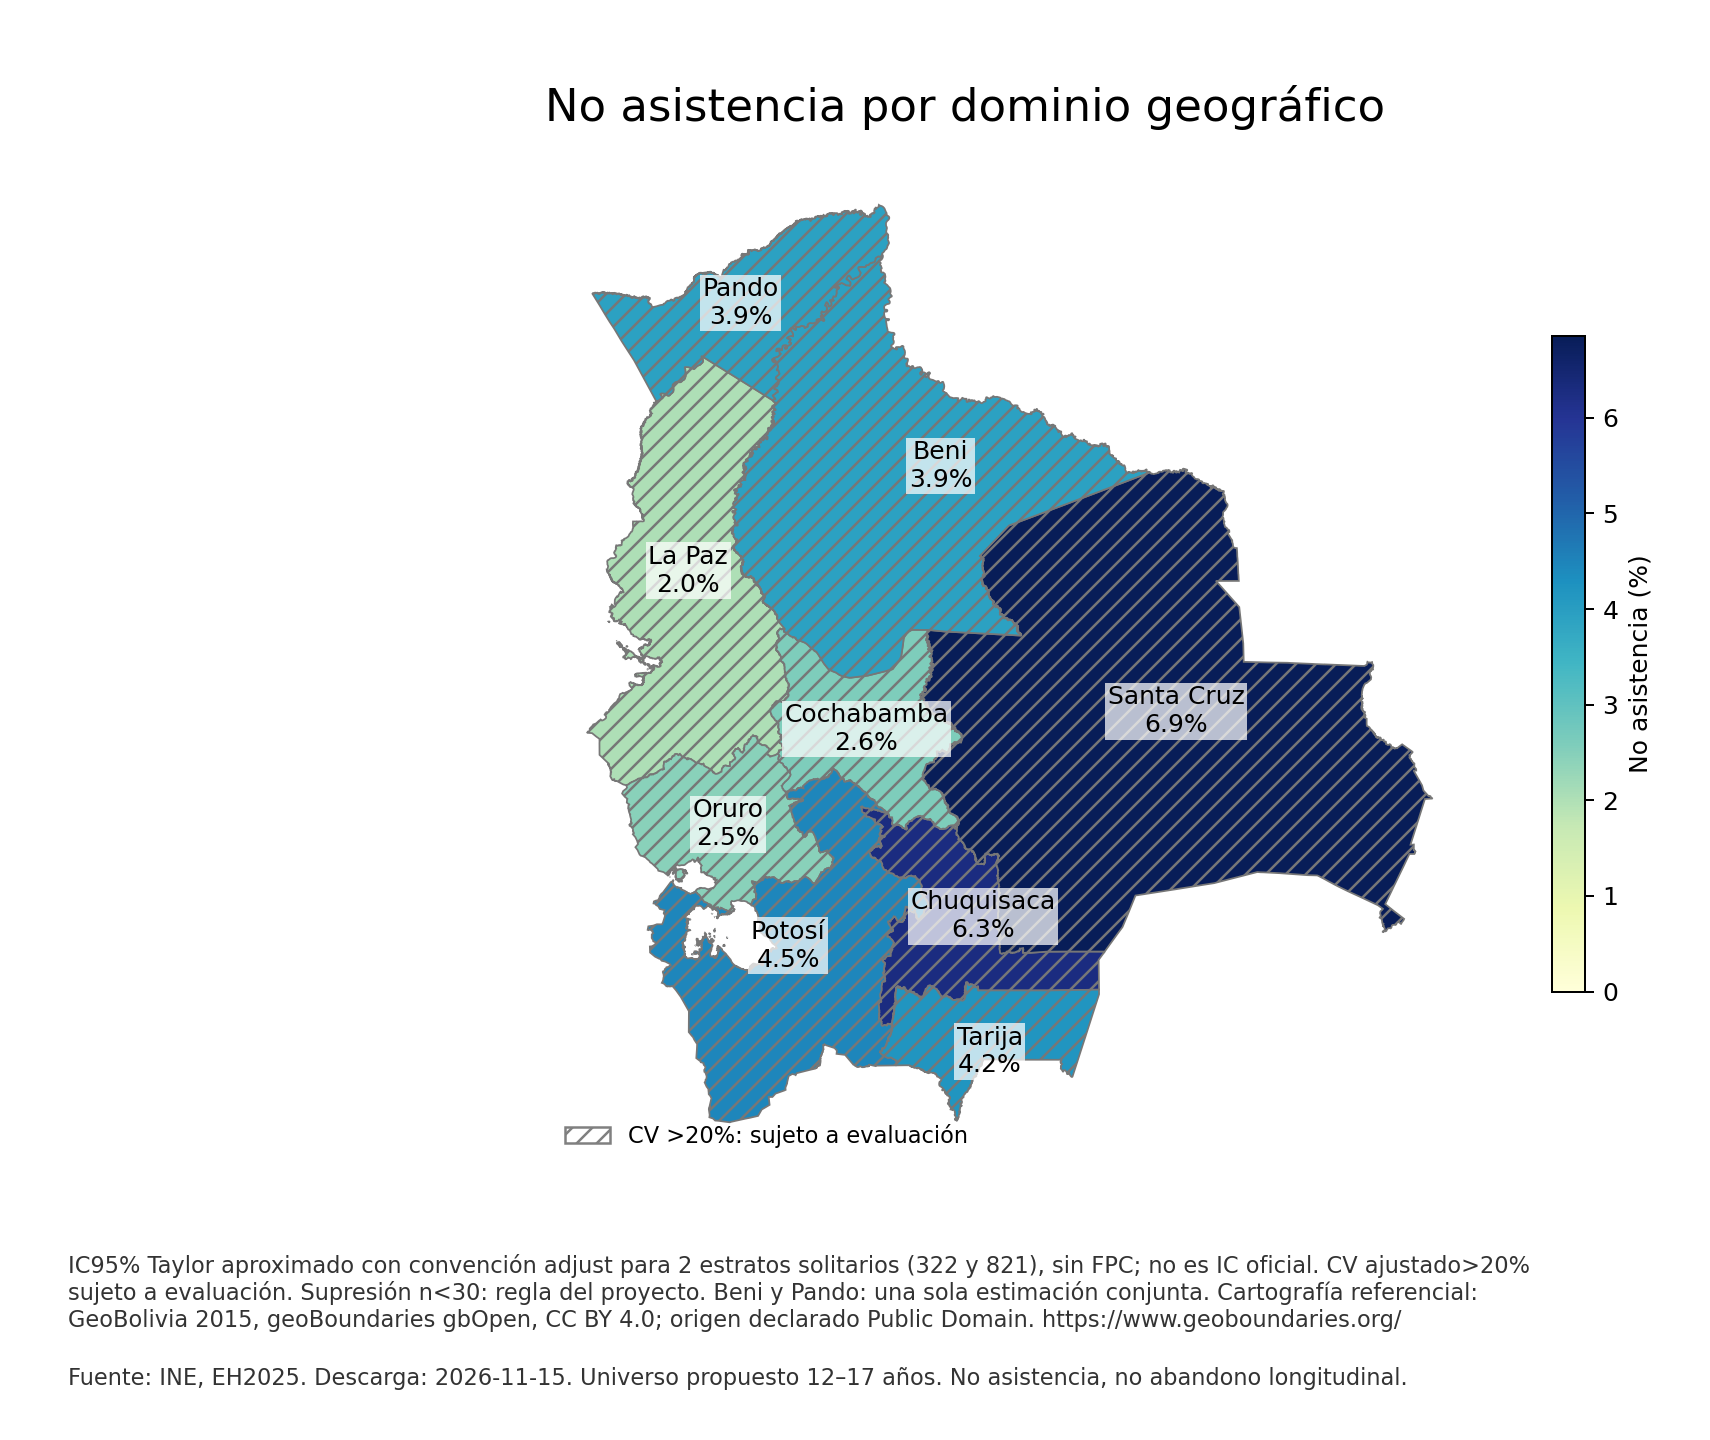 No asistencia por dominio geográfico
Pando
3.9%
Beni
3.9%
La Paz
2.0%
Santa Cruz
6.9%
Cochabamba
2.6%
Oruro
2.5%
Chuquisaca
6.3%
Potosí
4.5%
Tarija
4.2%
6
5
4
3
2
1
0
No asistencia (%)
CV >20%: sujeto a evaluación
IC95% Taylor aproximado con convención adjust para 2 estratos solitarios (322 y 821), sin FPC; no es IC oficial. CV ajustado>20%
sujeto a evaluación. Supresión n<30: regla del proyecto. Beni y Pando: una sola estimación conjunta. Cartografía referencial:
GeoBolivia 2015, geoBoundaries gbOpen, CC BY 4.0; origen declarado Public Domain. https://www.geoboundaries.org/
Fuente: INE, EH2025. Descarga: 2026-11-15. Universo propuesto 12–17 años. No asistencia, no abandono longitudinal.